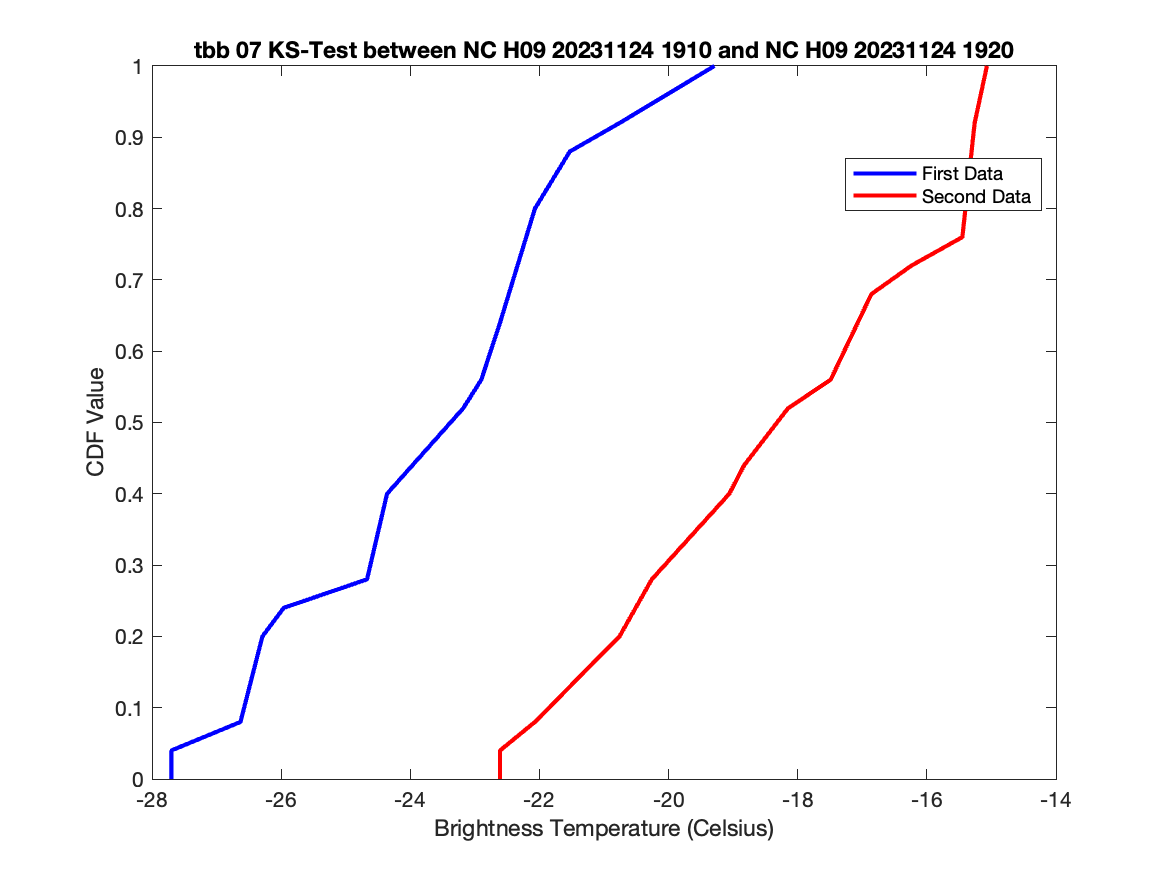 tbb 07 KS-Test between NC H09 20231124 1910 and NC H09 20231124 1920
1
0.9
0.8
0.7
0.6
0.5
0.4
0.3
0.2
0.1
0
CDF Value
First Data
Second Data
-28 -26 -24 -22 -20 -18 -16 -14
Brightness Temperature (Celsius)